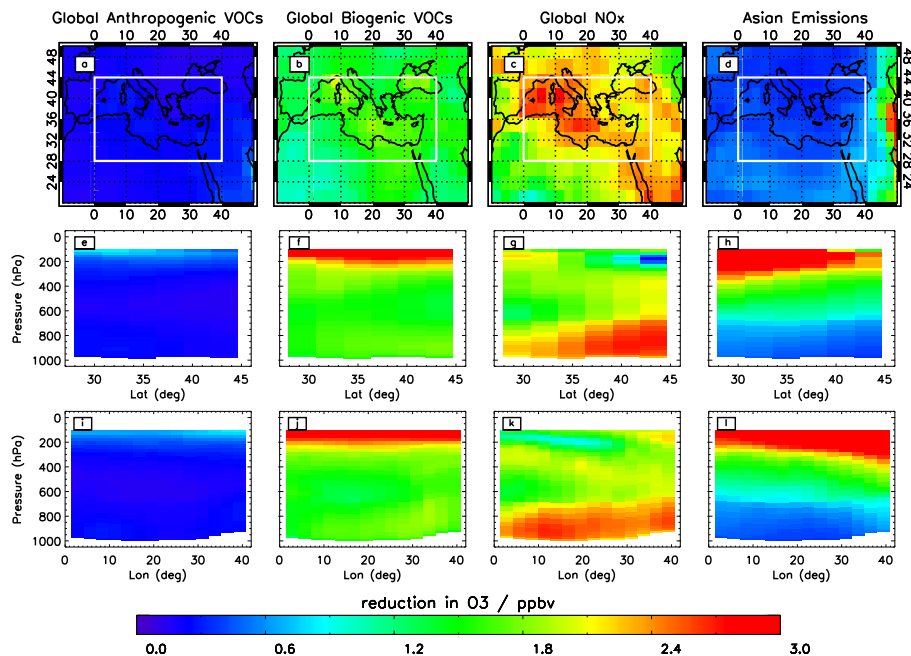 Global Anthropogenic VOCs Global Biogenic VOCs Global NOx Asian Emissions
0 10 20 30 40 0 10 20 30 40 0 10 20 30 40 0 10 20 30 40
a b c d
48 44 40 36 32 28 24
48 44 40 36 32 28 24
0 10 20 30 40 0 10 20 30 40 0 10 20 30 40 0 10 20 30 40
e f g h
Pressure (hPa)
0
200
400
600
800
1000
30 35 40 45 30 35 40 45 30 35 40 45 30 35 40 45
Lat (deg) Lat (deg) Lat (deg) Lat (deg)
i j k l
Pressure (hPa)
0
200
400
600
800
1000
0 10 20 30 40 0 10 20 30 40 0 10 20 30 40 0 10 20 30 40
Lon (deg) Lon (deg) Lon (deg) Lon (deg)
reduction in O3 / ppbv
0.0 0.6 1.2 1.8 2.4 3.0